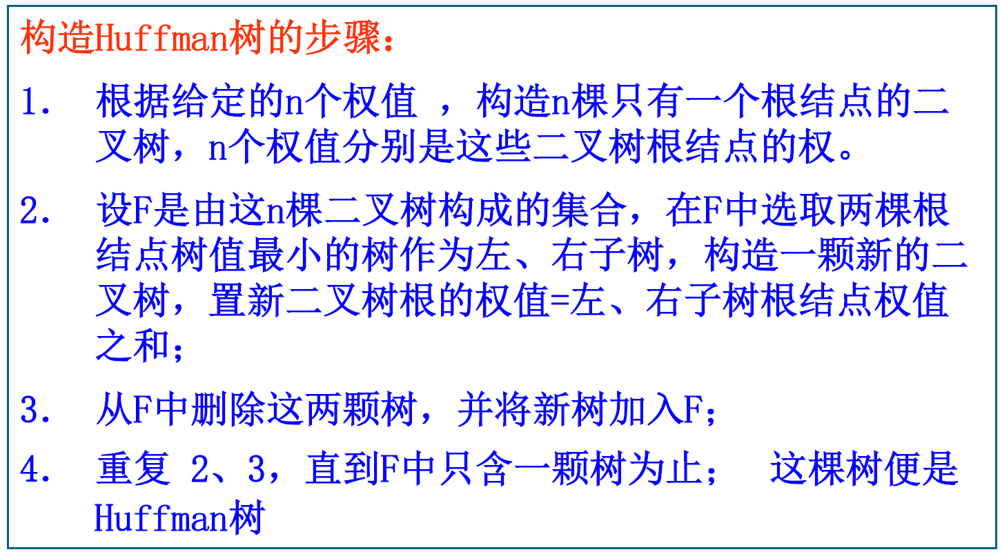 构造Huffman树的步骤：
1. 根据给定的n个权值 ，构造n棵只有一个根结点的二
叉树，n个权值分别是这些二叉树根结点的权。
2. 设F是由这n棵二叉树构成的集合，在F中选取两棵根
结点树值最小的树作为左、右子树，构造一颗新的二
叉树，置新二叉树根的权值=左、右子树根结点权值
之和；
3. 从F中删除这两颗树，并将新树加入F；
4. 重复 2、3，直到F中只含一颗树为止； 这棵树便是
Huffman树